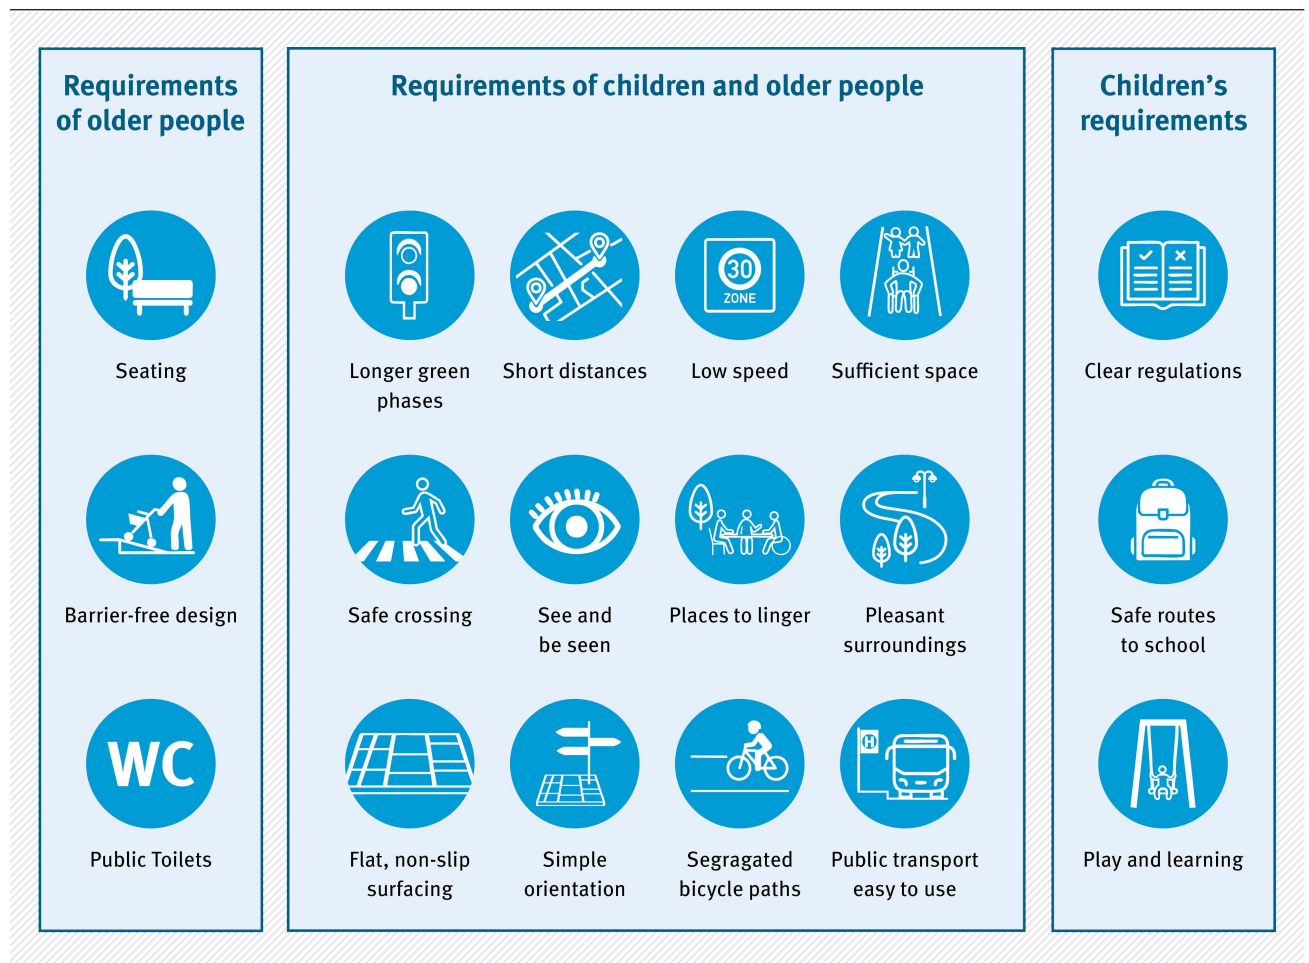 Requirements
of older people
Seating
Barrier-free design
WC
Public Toilets
Requirements of children and older people
Longer green
phases
Short distances
30
ZONE
Low speed
Sufficient space
Safe crossing
See and
be seen
Places to linger
Pleasant
surroundings
Flat, non-slip
surfacing
Simple
orientation
Segragated
bicycle paths
H
Public transport
easy to use
Children’s
requirements
Clear regulations
Safe routes
to school
Play and learning